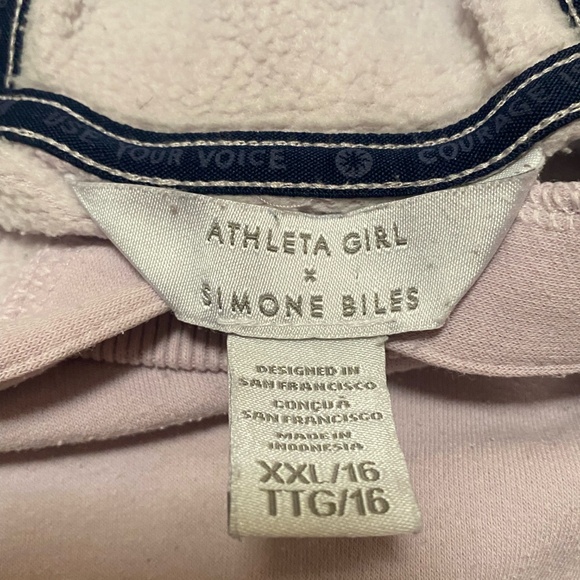 USE YOUR VOICE COURAGE
ATHLETA GIRL
×
SIMONE BILES
DESIGNED IN
SAN FRANCISCO
CONÇU À
SAN FRANCISCO
MADE IN
INDONESIA
XXL/16
TTG/16